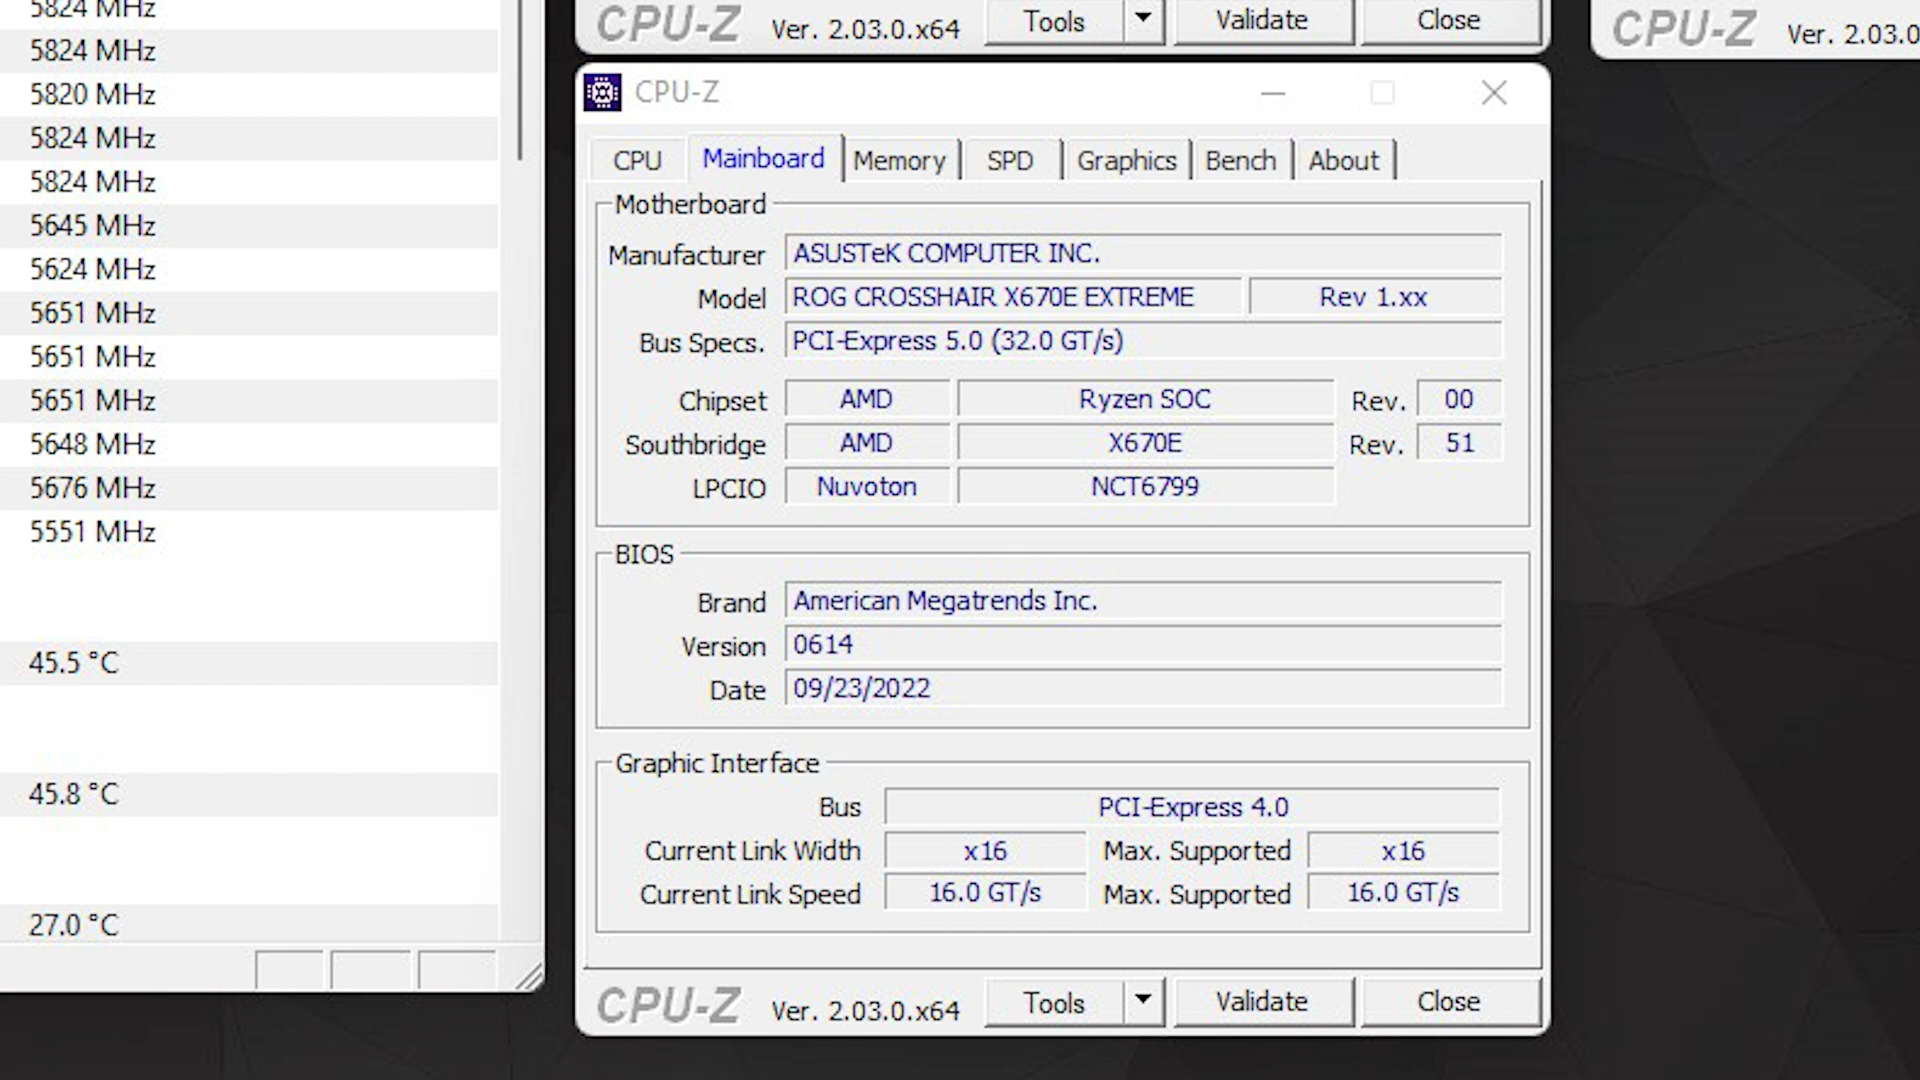 5824 MHz
5824 MHz
5820 MHz
5824 MHz
5824 MHz
5645 MHz
5624 MHz
5651 MHz
5651 MHz
5651 MHz
5648 MHz
5676 MHz
5551 MHz
45.5 °C
45.8 °C
27.0 °C
CPU-Z Ver. 2.03.0.x64 Tools Validate Close
CPU-Z Ver. 2.03.0
CPU-Z
CPU Mainboard Memory SPD Graphics Bench About
Motherboard
Manufacturer ASUSTeK COMPUTER INC.
Model ROG CROSSHAIR X670E EXTREME Rev 1.xx
Bus Specs. PCI-Express 5.0 (32.0 GT/s)
Chipset AMD Ryzen SOC Rev. 00
Southbridge AMD X670E Rev. 51
LPCIO Nuvoton NCT6799
BIOS
Brand American Megatrends Inc.
Version 0614
Date 09/23/2022
Graphic Interface
Bus PCI-Express 4.0
Current Link Width x16 Max. Supported x16
Current Link Speed 16.0 GT/s Max. Supported 16.0 GT/s
CPU-Z Ver. 2.03.0.x64 Tools Validate Close